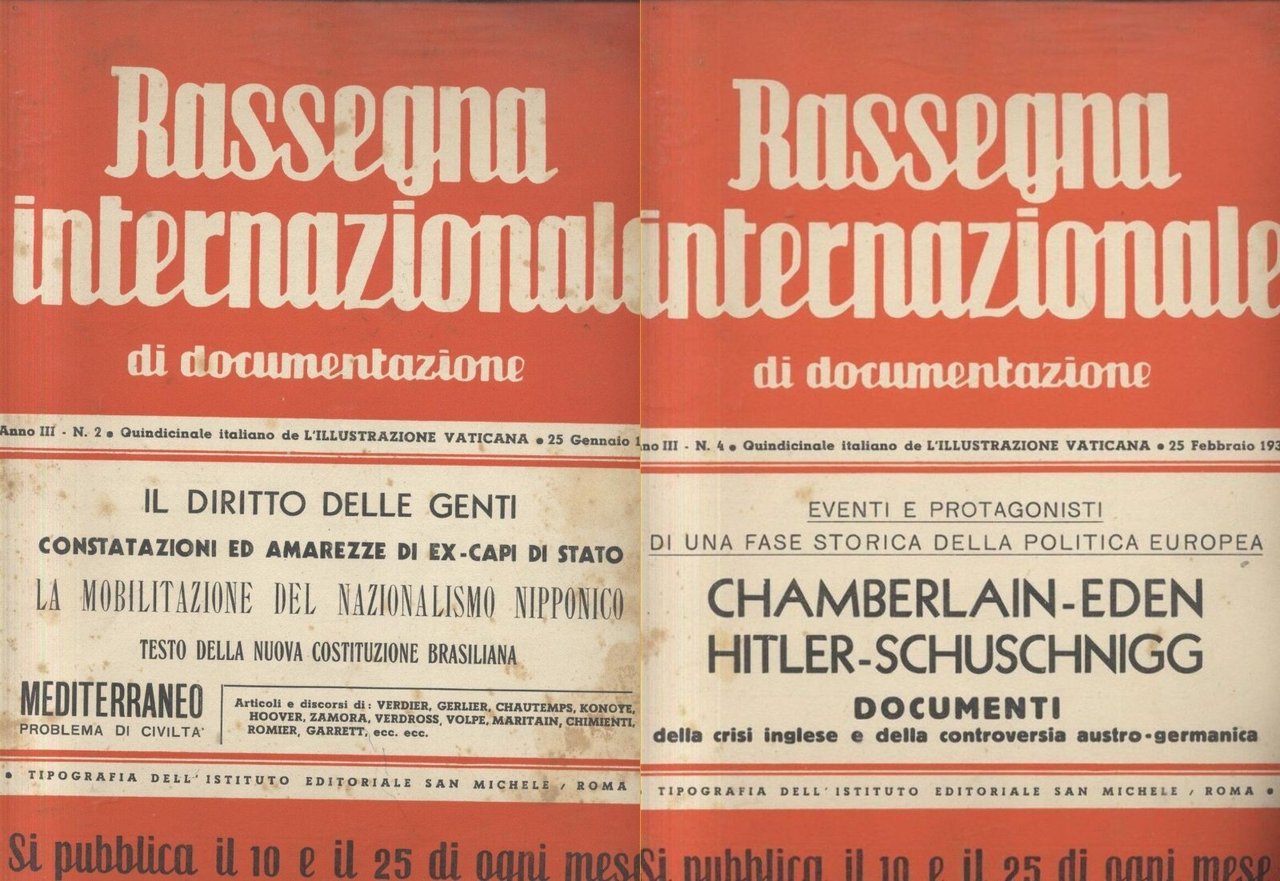 Rassegna
internazional
di documentazione
Anno III - N. 2 • Quindicinale italiano de L'ILLUSTRAZIONE VATICANA • 25 Gennaio 1
IL DIRITTO DELLE GENTI
CONSTATAZIONI ED AMAREZZE DI EX-CAPI DI STATO
LA MOBILITAZIONE DEL NAZIONALISMO NIPPONICO
TESTO DELLA NUOVA COSTITUZIONE BRASILIANA
MEDITERRANEO
PROBLEMA DI CIVILTA'
Articoli e discorsi di: VERDIER, GERLIER, CHAUTEMPS, KONOYE,
HOOVER, ZAMORA, VERDROSS, VOLPE, MARITAIN, CHIMIENTI,
ROMIER, GARRETT, ecc. ecc.
• TIPOGRAFIA DELL'ISTITUTO EDITORIALE SAN MICHELE / ROMA
Si pubblica il 10 e il 25 di ogni mese
Rassegna
internazionale
di documentazione
no III - N. 4 • Quindicinale italiano de L'ILLUSTRAZIONE VATICANA • 25 Febbraio 193
EVENTI E PROTAGONISTI
DI UNA FASE STORICA DELLA POLITICA EUROPEA
CHAMBERLAIN-EDEN
HITLER-SCHUSCHNIGG
DOCUMENTI
della crisi inglese e della controversia austro-germanica
TIPOGRAFIA DELL'ISTITUTO EDITORIALE SAN MICHELE / ROMA •
Si pubblica il 10 e il 25 di ogni mese